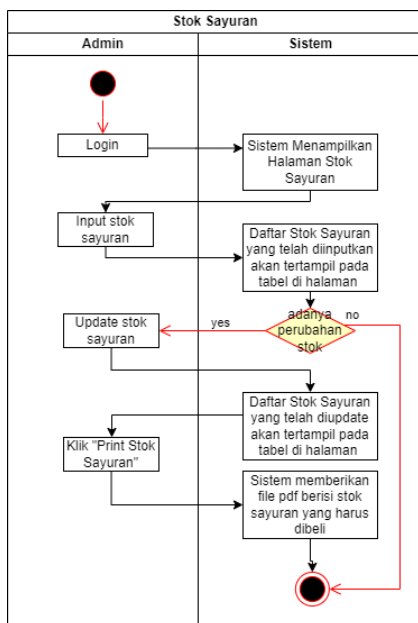 Stok Sayuran
Admin
Sistem
Login
Sistem Menampilkan
Halaman Stok
Sayuran
Input stok
sayuran
Daftar Stok Sayuran
yang telah diinputkan
akan tertampil pada
tabel di halaman
Update stok
sayuran
yes
adanya
perubahan
stok
no
Daftar Stok Sayuran
yang telah diupdate
akan tertampil pada
tabel di halaman
Klik "Print Stok
Sayuran"
Sistem memberikan
file pdf berisi stok
sayuran yang harus
dibeli